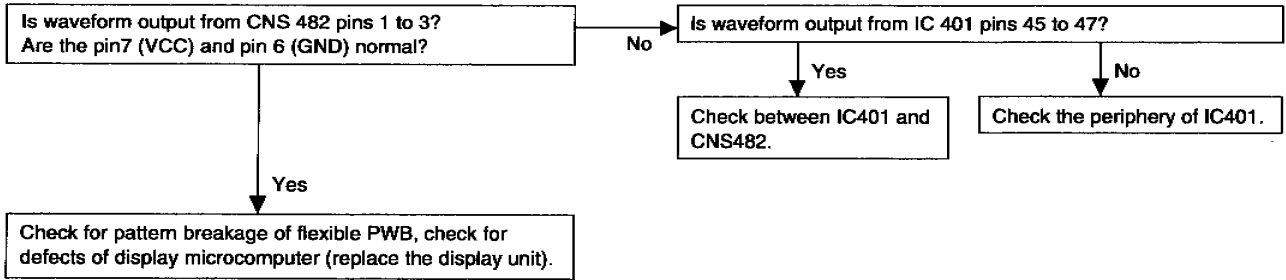 Is waveform output from CNS 482 pins 1 to 3?
Are the pin7 (VCC) and pin 6 (GND) normal?
No
Is waveform output from IC 401 pins 45 to 47?
Yes
No
Check between IC401 and
CNS482.
Check the periphery of IC401.
Yes
Check for pattern breakage of flexible PWB, check for
defects of display microcomputer (replace the display unit).